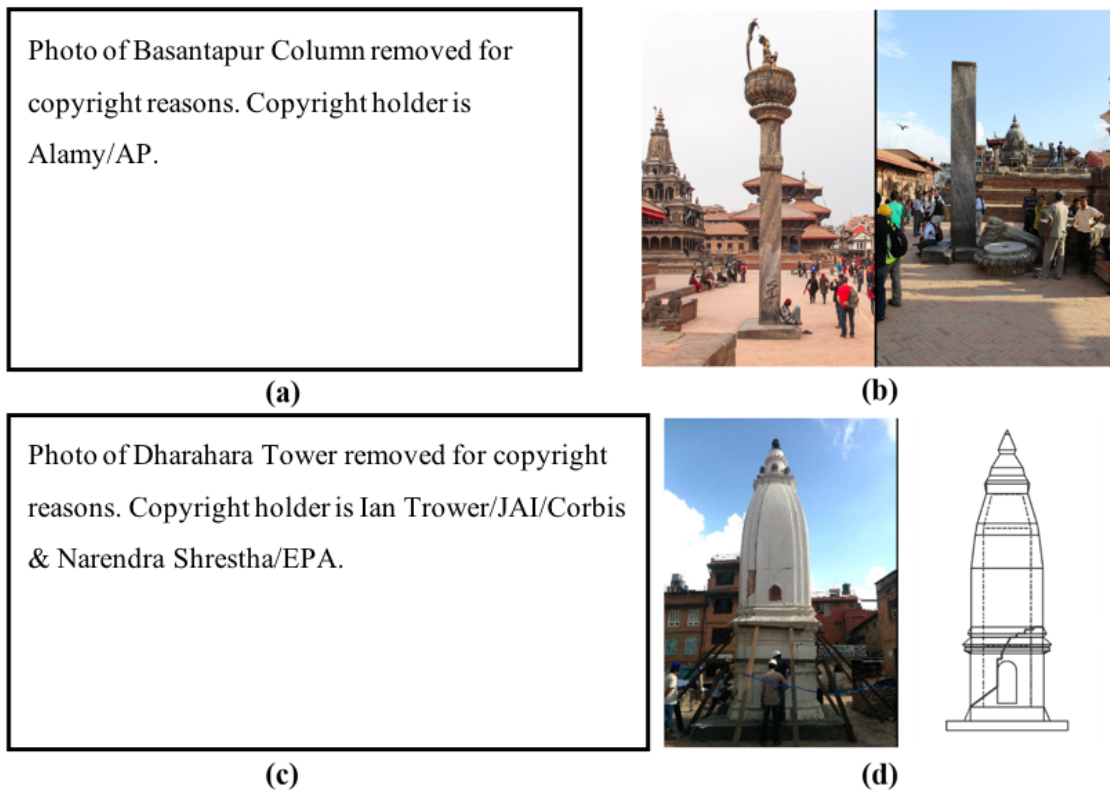 Photo of Basantapur Column removed for
copyright reasons. Copyright holder is
Alamy/AP.
(a)
(b)
Photo of Dharahara Tower removed for copyright
reasons. Copyright holder is Ian Trower/JAI/Corbis
& Narendra Shrestha/EPA.
(c)
(d)